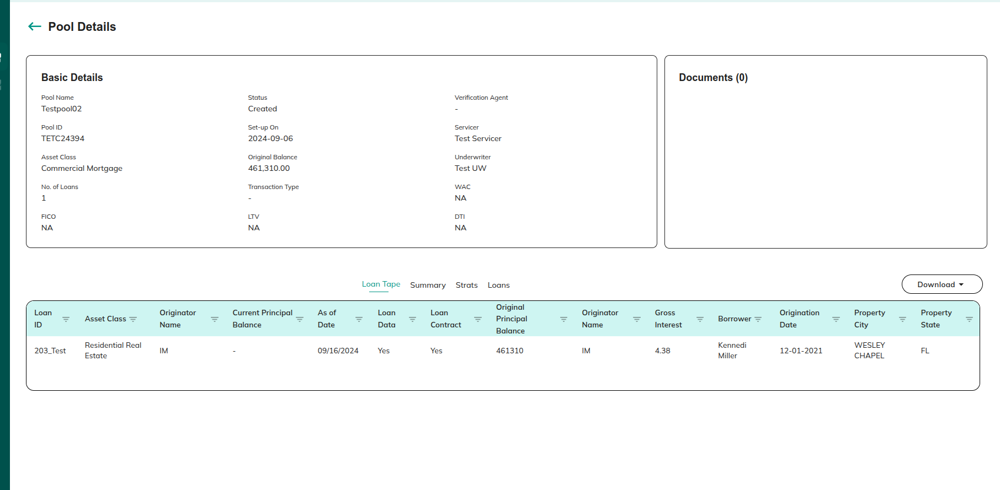 Pool Details
Basic Details
Pool Name
Testpool02
Status
Created
Verification Agent
-
Pool ID
TETC24394
Set-up On
2024-09-06
Servicer
Test Servicer
Asset Class
Commercial Mortgage
Original Balance
461,310.00
Underwriter
Test UW
No. of Loans
1
Transaction Type
-
WAC
NA
FICO
NA
LTV
NA
DTI
NA
Documents (0)
Loan Tape
Summary
Strats
Loans
Download
Loan
ID
Asset Class
Originator
Name
Current Principal
Balance
As of
Date
Loan
Data
Loan
Contract
Original
Principal
Balance
Originator
Name
Gross
Interest
Borrower
Origination
Date
Property
City
Property
State
203_Test
Residential Real
Estate
IM
-
09/16/2024
Yes
Yes
461310
IM
4.38
Kennedi
Miller
12-01-2021
WESLEY
CHAPEL
FL